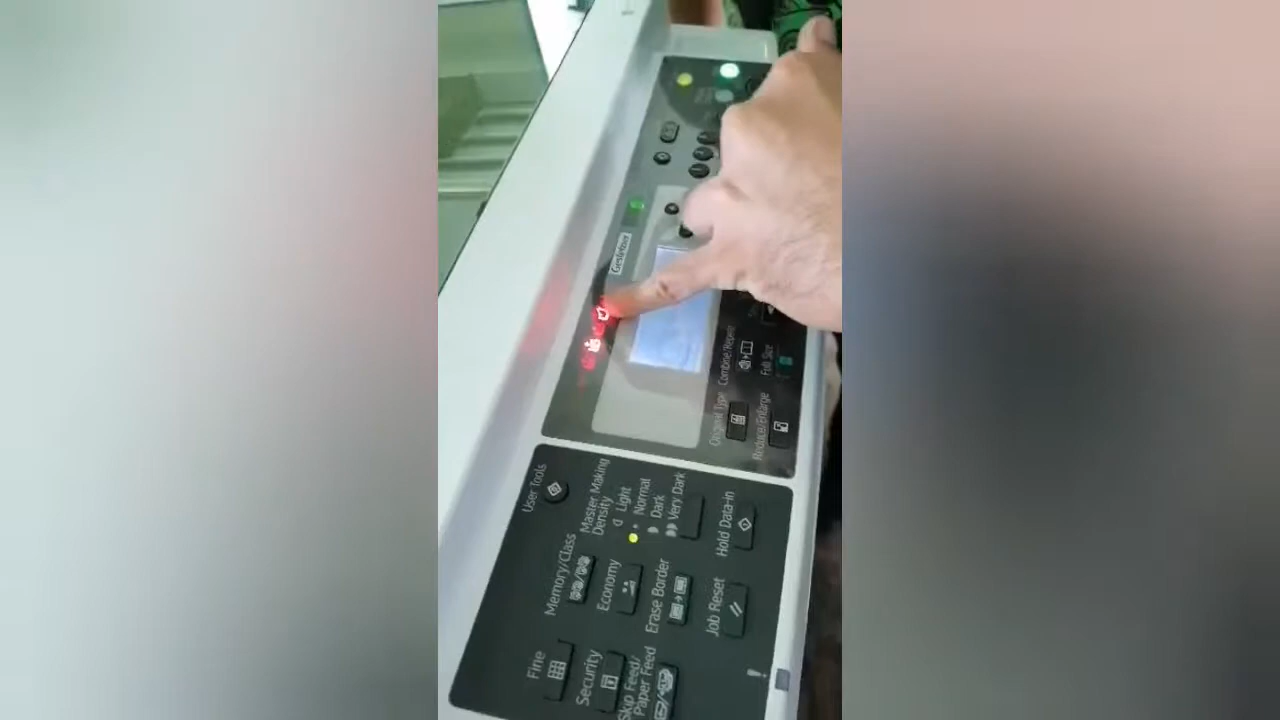 Gestetner
Original Type
Combine/Repeat
Reduce/Enlarge
Full Size
User Tools
Master Making
Density
Light
Normal
Dark
Very Dark
Hold Data-in
Memory/Class
Economy
Erase Border
Job Reset
Fine
Security
Skip Feed/
Paper Feed